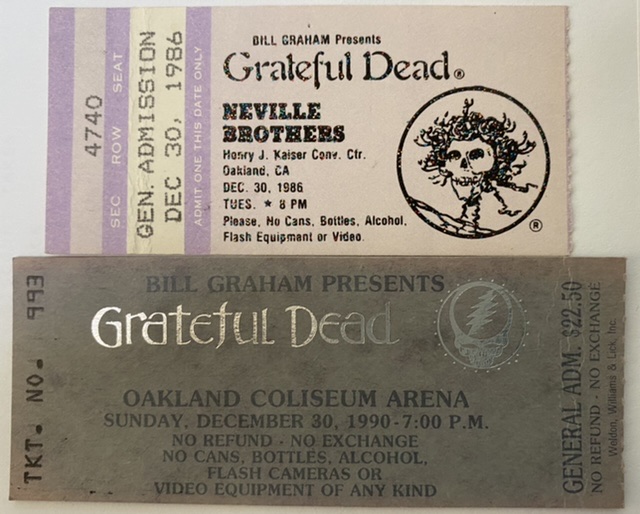 4740
SEC ROW SEAT
GEN. ADMISSION
DEC 30, 1986
ADMIT ONE THIS DATE ONLY
BILL GRAHAM Presents
Grateful Dead®
NEVILLE
BROTHERS
Henry J. Kaiser Conv. Ctr.
Oakland, CA
DEC. 30, 1986
TUES. ★ 8 PM
Please, No Cans, Bottles, Alcohol,
Flash Equipment or Video.
®
TKT. NO. 993
BILL GRAHAM PRESENTS
Grateful Dead
OAKLAND COLISEUM ARENA
SUNDAY, DECEMBER 30, 1990-7:00 P.M.
NO REFUND - NO EXCHANGE
NO CANS, BOTTLES, ALCOHOL,
FLASH CAMERAS OR
VIDEO EQUIPMENT OF ANY KIND
GENERAL ADM. $22.50
NO REFUND - NO EXCHANGE
Weldon, Williams & Lick, Inc.